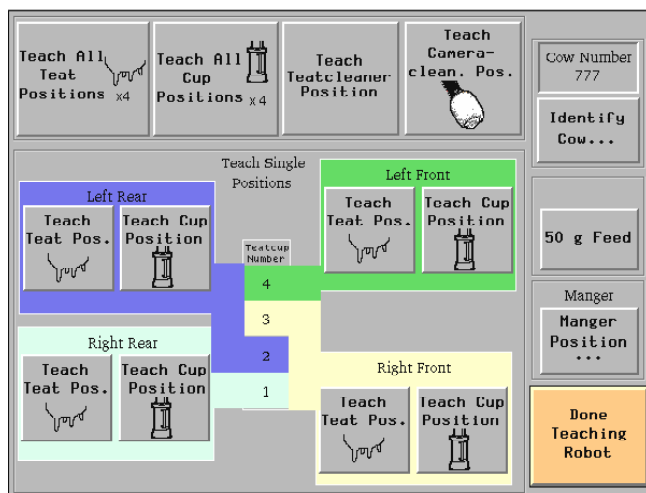 Teach All
Teat
Positions x4
Teach All
Cup
Positions x 4
Teach
Teatcleaner
Position
Teach
Camera-
clean. Pos.
Cow Number
777
Identify
Cow...
Teach Single
Positions
Left Rear
Teach
Teat Pos.
Teach Cup
Position
Left Front
Teach
Teat Pos.
Teach Cup
Position
Teatcup
Number
4
3
2
1
Right Rear
Teach
Teat Pos.
Teach Cup
Position
Right Front
Teach
Teat Pos.
Teach Cup
Position
50 g Feed
Manger
Manger
Position
...
Done
Teaching
Robot